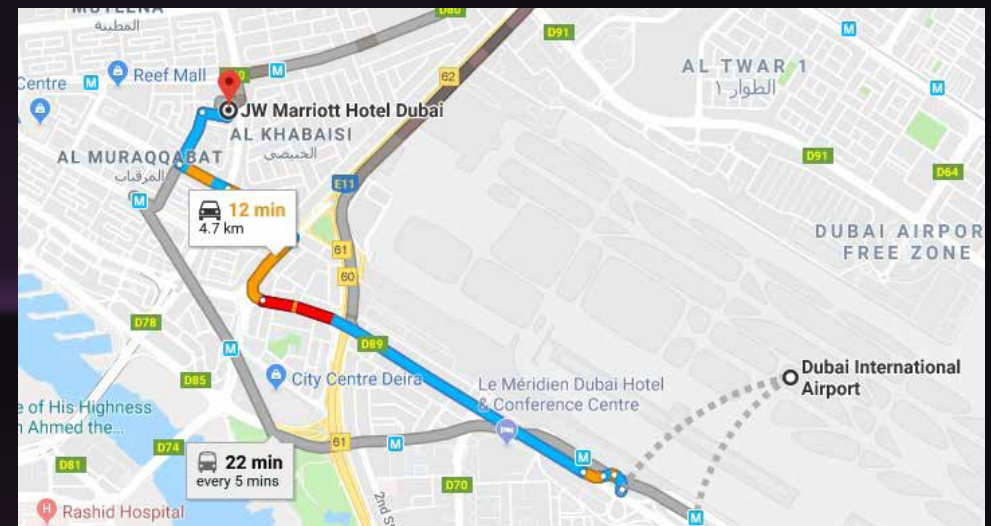 MUTEENA
المطينة
D80
D91
M
AL TWAR 1
الطوار ١
62
Centre
M
Reef Mall
M
M
JW Marriott Hotel Dubai
AL KHABAISI
الخبيصي
AL MURAQQABAT
المرقبات
M
D91
D64
E11
12 min
4.7 km
61
60
DUBAI AIRPOR
FREE ZONE
D78
M
D89
D85
City Centre Deira
Le Méridien Dubai Hotel
& Conference Centre
Dubai International
Airport
e of His Highness
n Ahmed the...
D74
D81
22 min
every 5 mins
61
M
M
D70
2nd S
M
H
Rashid Hospital